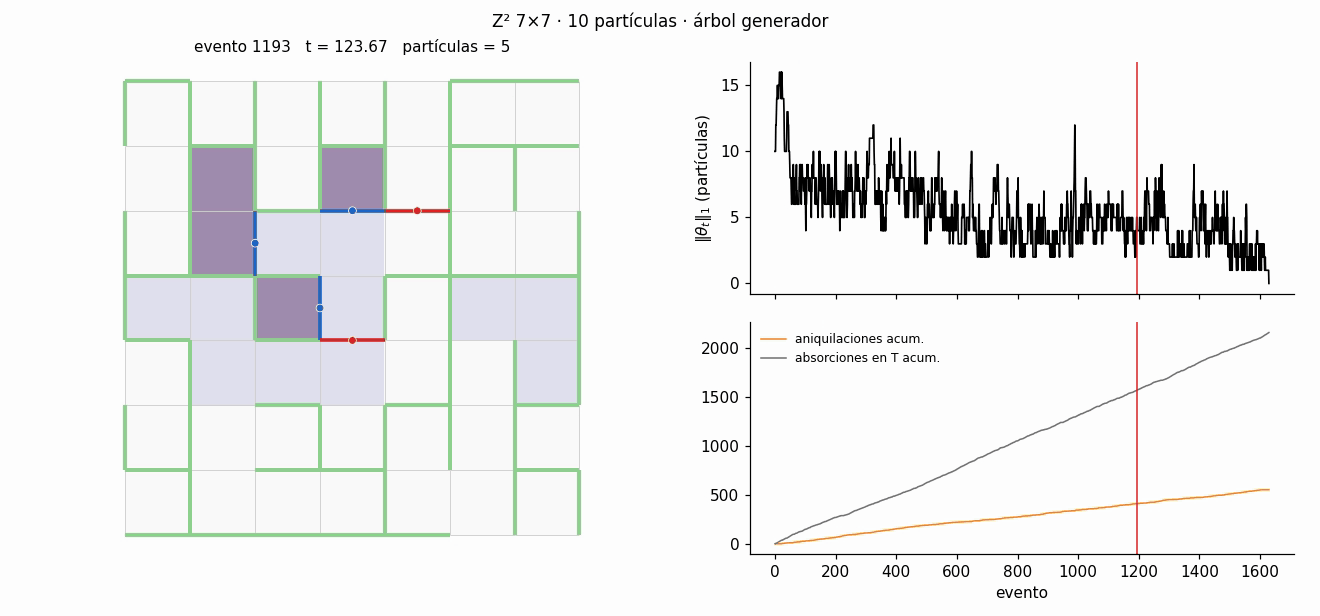 Z² 7×7 · 10 partículas · árbol generador
evento 1193   t = 123.67   partículas = 5
15
10
5
0
‖θₜ‖₁ (partículas)
aniquilaciones acum.
absorciones en T acum.
2000
1500
1000
500
0
0 200 400 600 800 1000 1200 1400 1600
evento